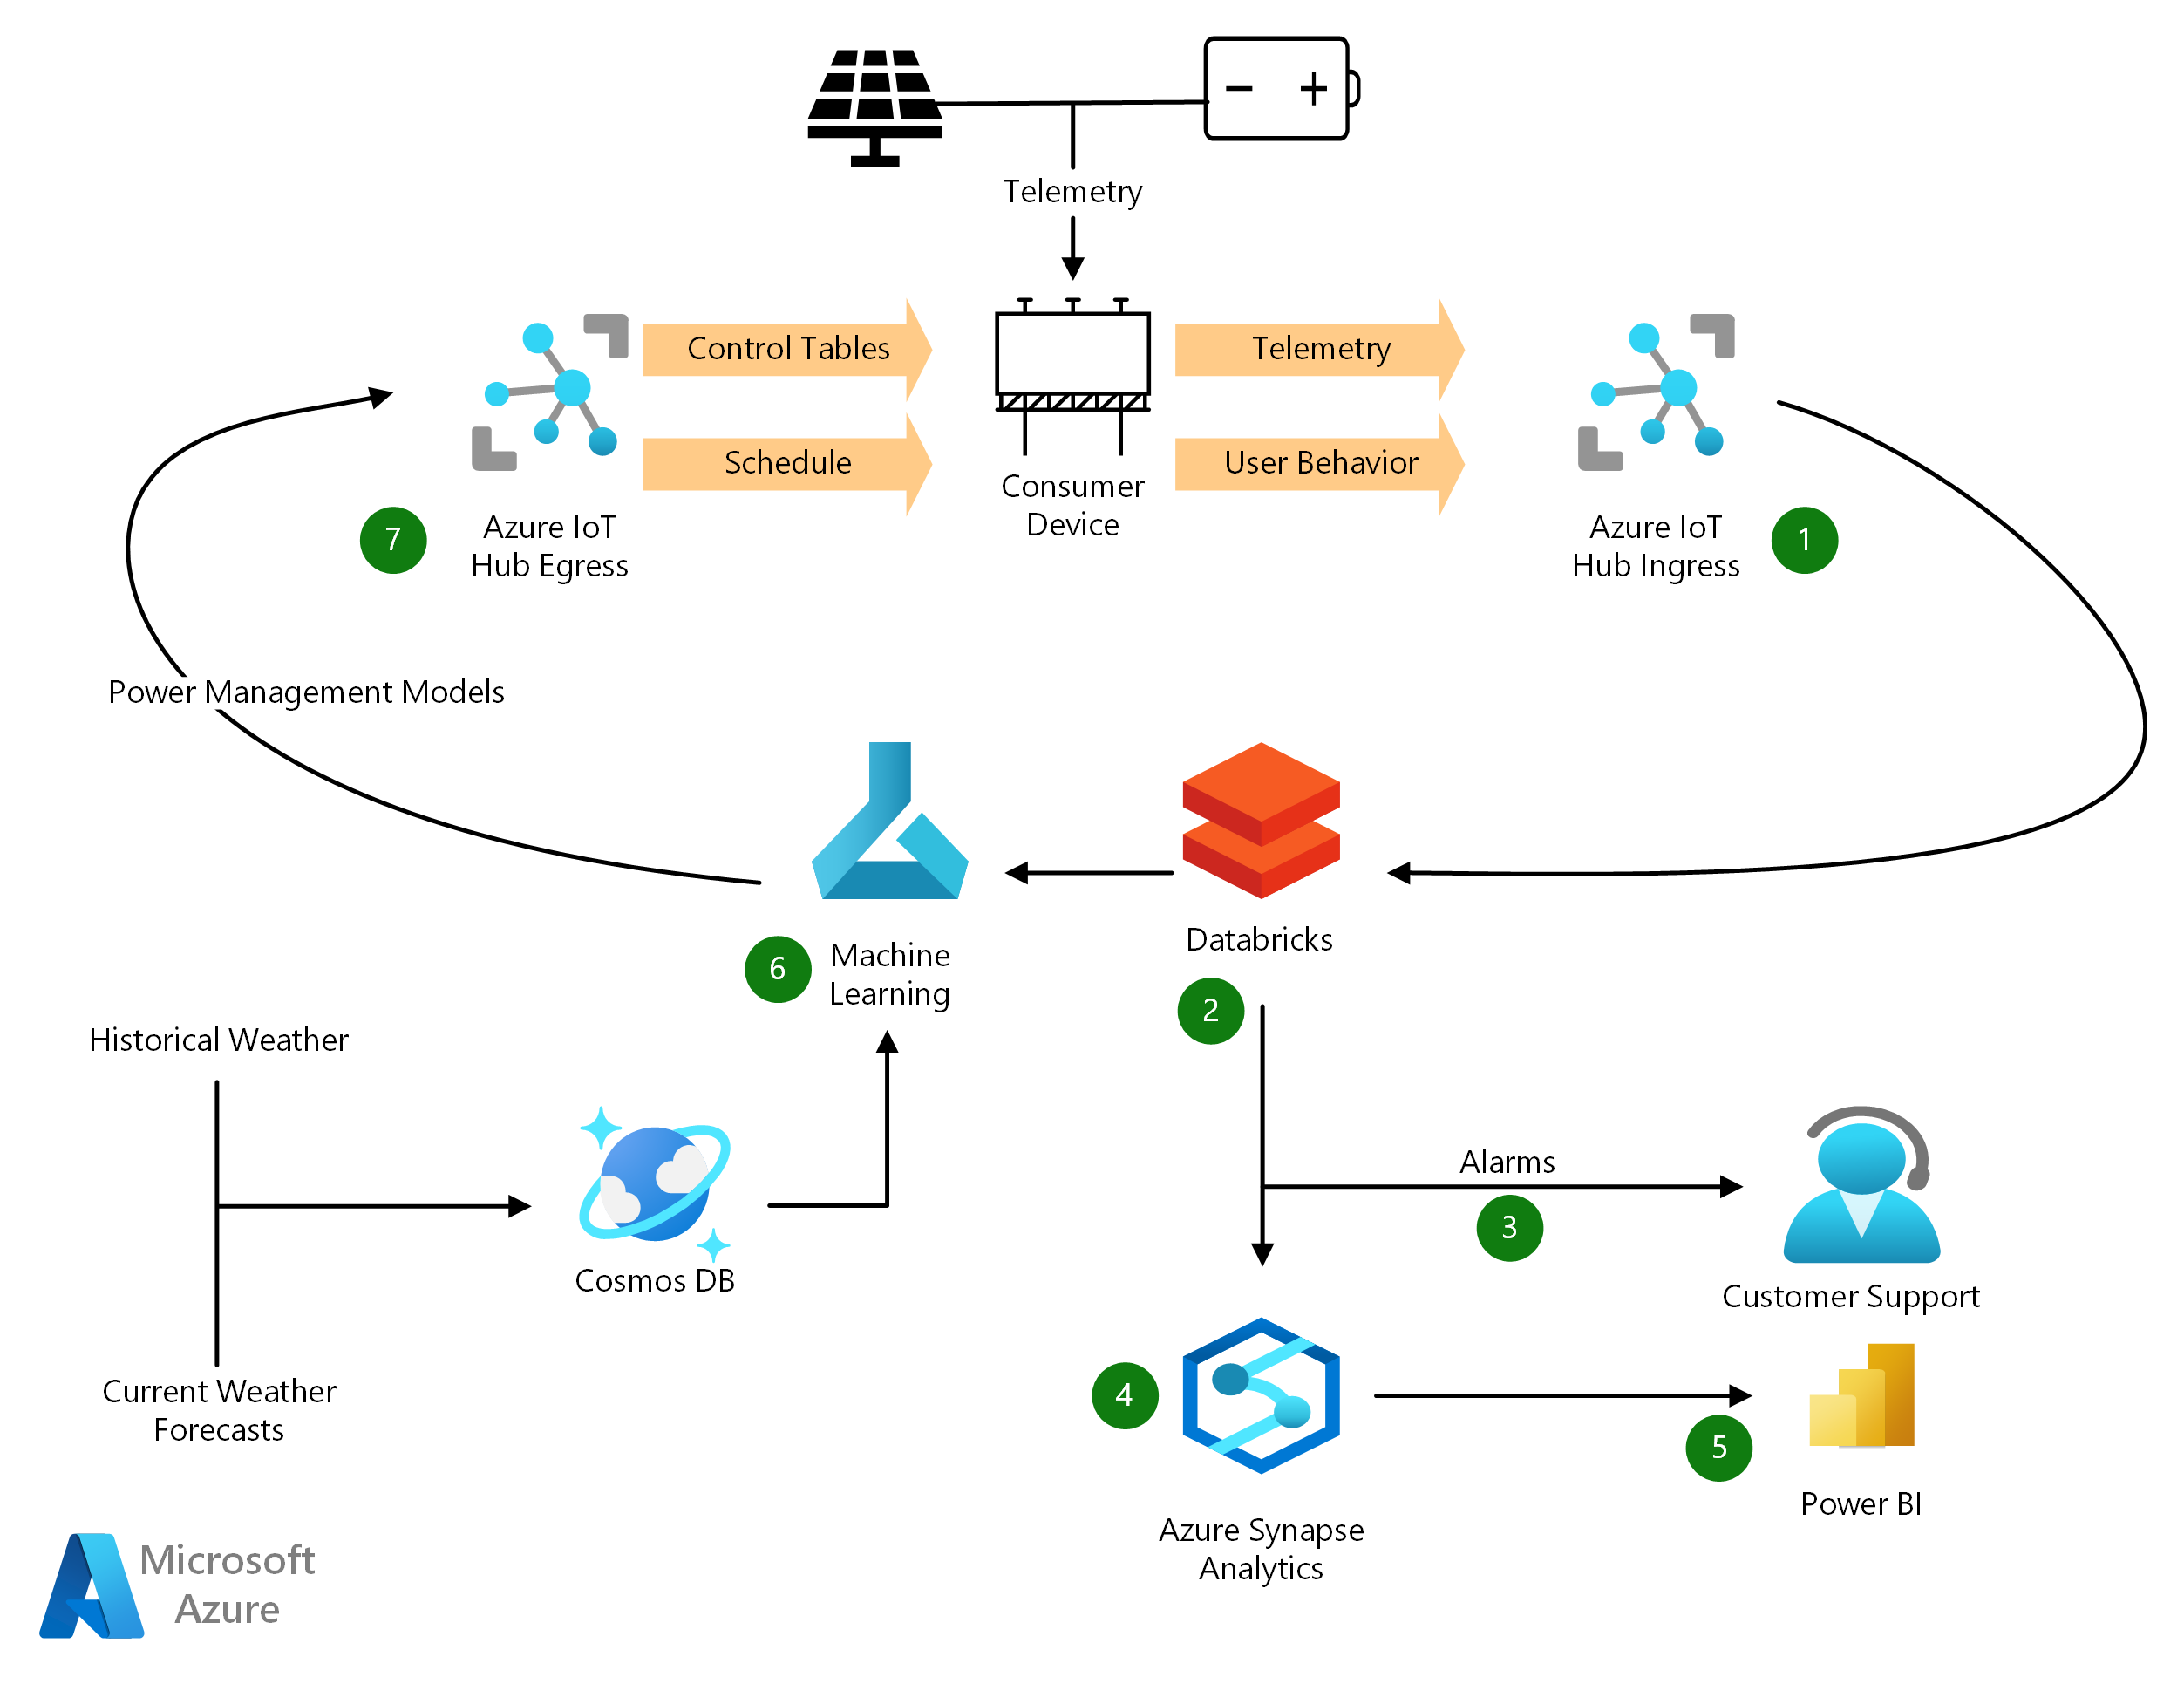 − +
Telemetry
Control Tables
Telemetry
Schedule
User Behavior
Consumer
Device
7
Azure IoT
Hub Egress
Azure IoT
Hub Ingress
1
Power Management Models
Databricks
6
Machine
Learning
2
Historical Weather
Alarms
3
Cosmos DB
Customer Support
Current Weather
Forecasts
4
5
Power BI
Azure Synapse
Analytics
Microsoft
Azure